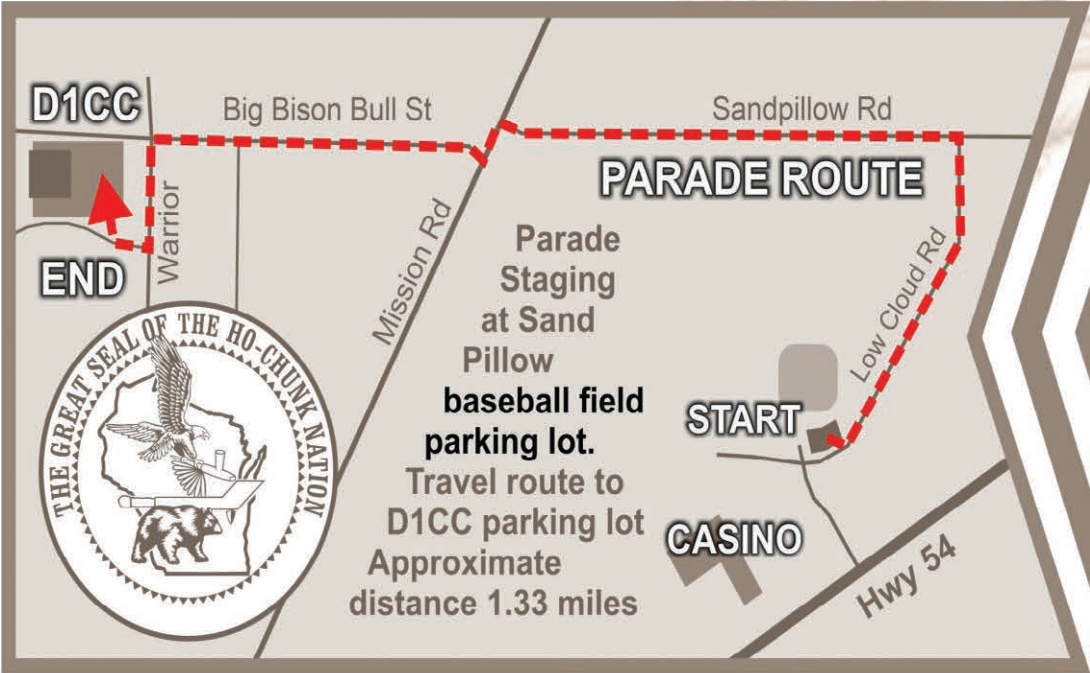 D1CC
Big Bison Bull St
Sandpillow Rd
PARADE ROUTE
Warrior
END
Mission Rd
Low Cloud Rd
Parade
Staging
at Sand
Pillow
baseball field
parking lot.
Travel route to
D1CC parking lot
Approximate
distance 1.33 miles
START
CASINO
Hwy 54
THE GREAT SEAL OF THE HO-CHUNK NATION